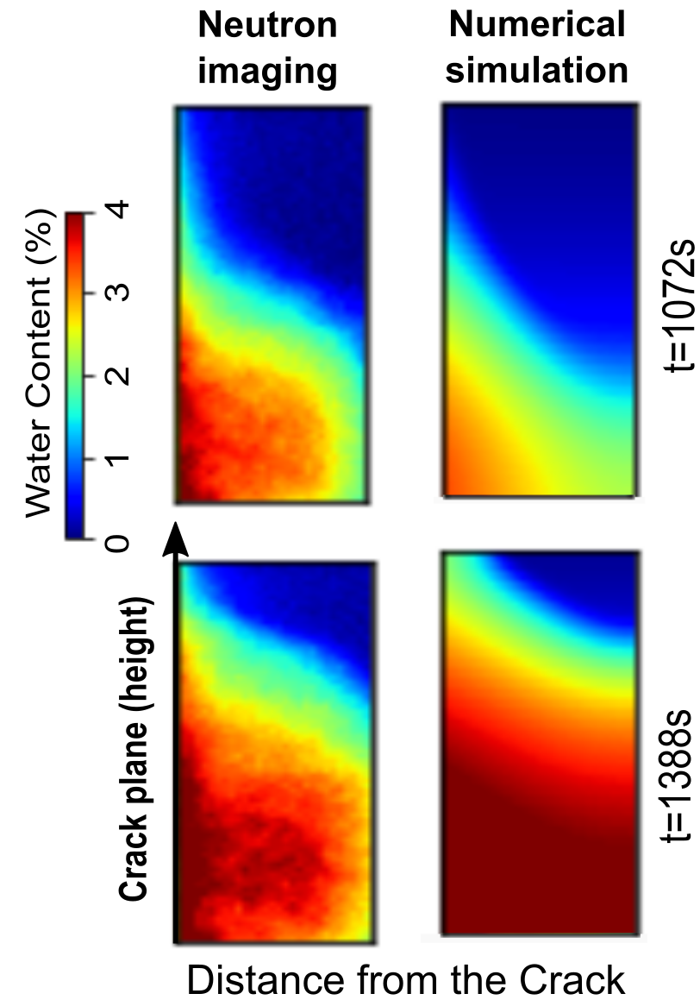 Neutron
imaging
Numerical
simulation
Water Content (%)
4
3
2
1
0
t=1072s
Crack plane (height)
t=1388s
Distance from the Crack